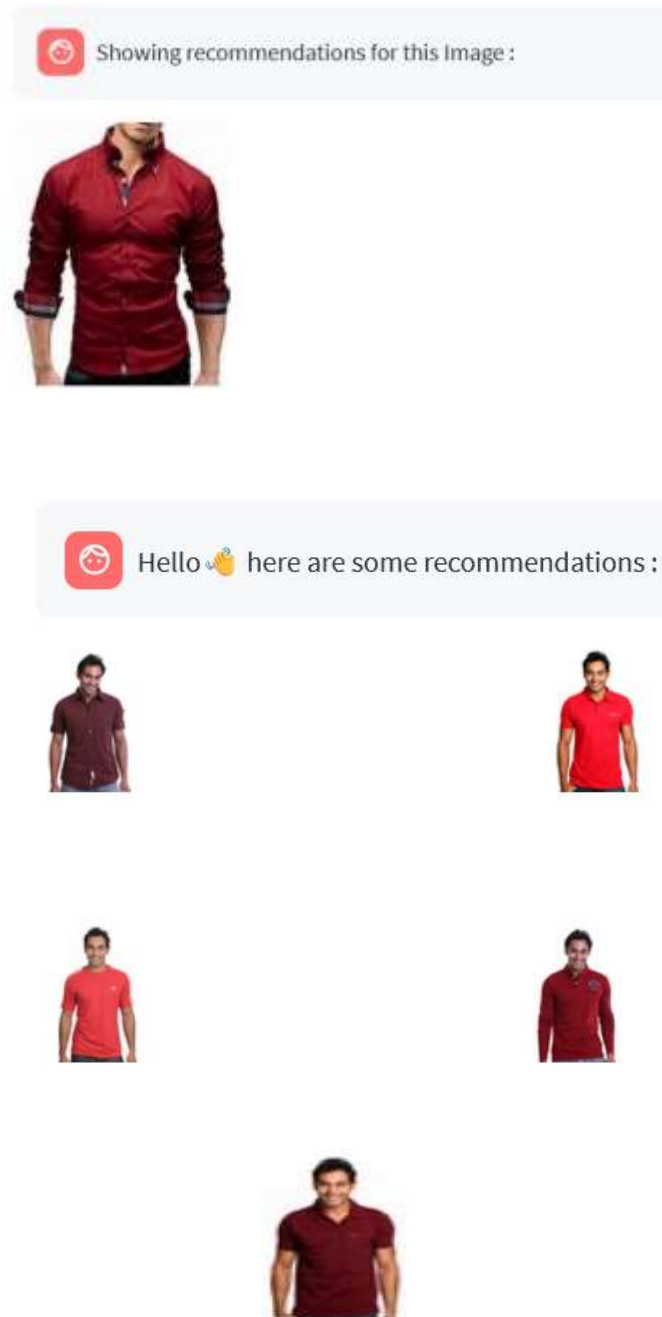 Showing recommendations for this Image :
Hello 👋 here are some recommendations :